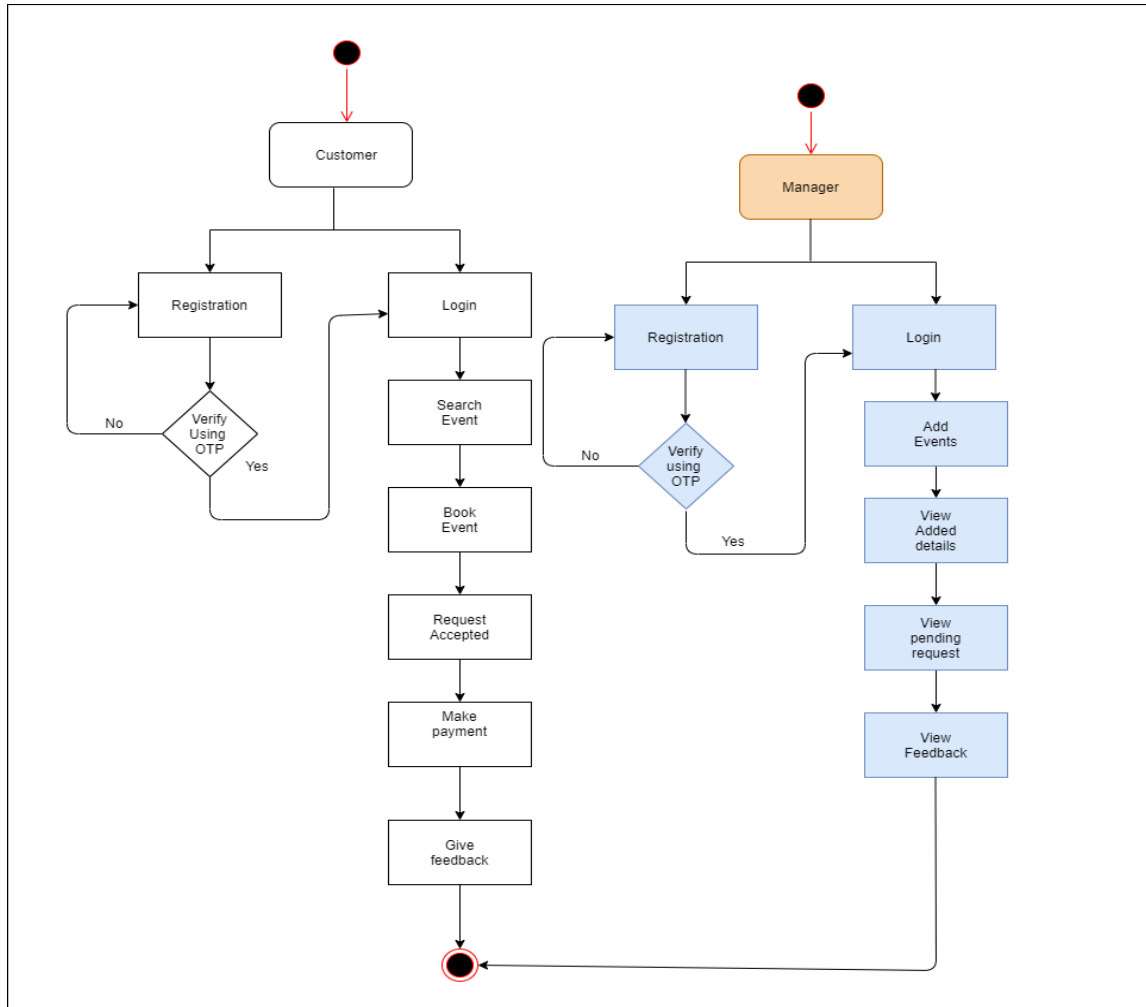 Customer
Registration
Login
Verify
Using
OTP
No
Yes
Search
Event
Book
Event
Request
Accepted
Make
payment
Give
feedback
Manager
Registration
Login
Verify
using
OTP
No
Yes
Add
Events
View
Added
details
View
pending
request
View
Feedback